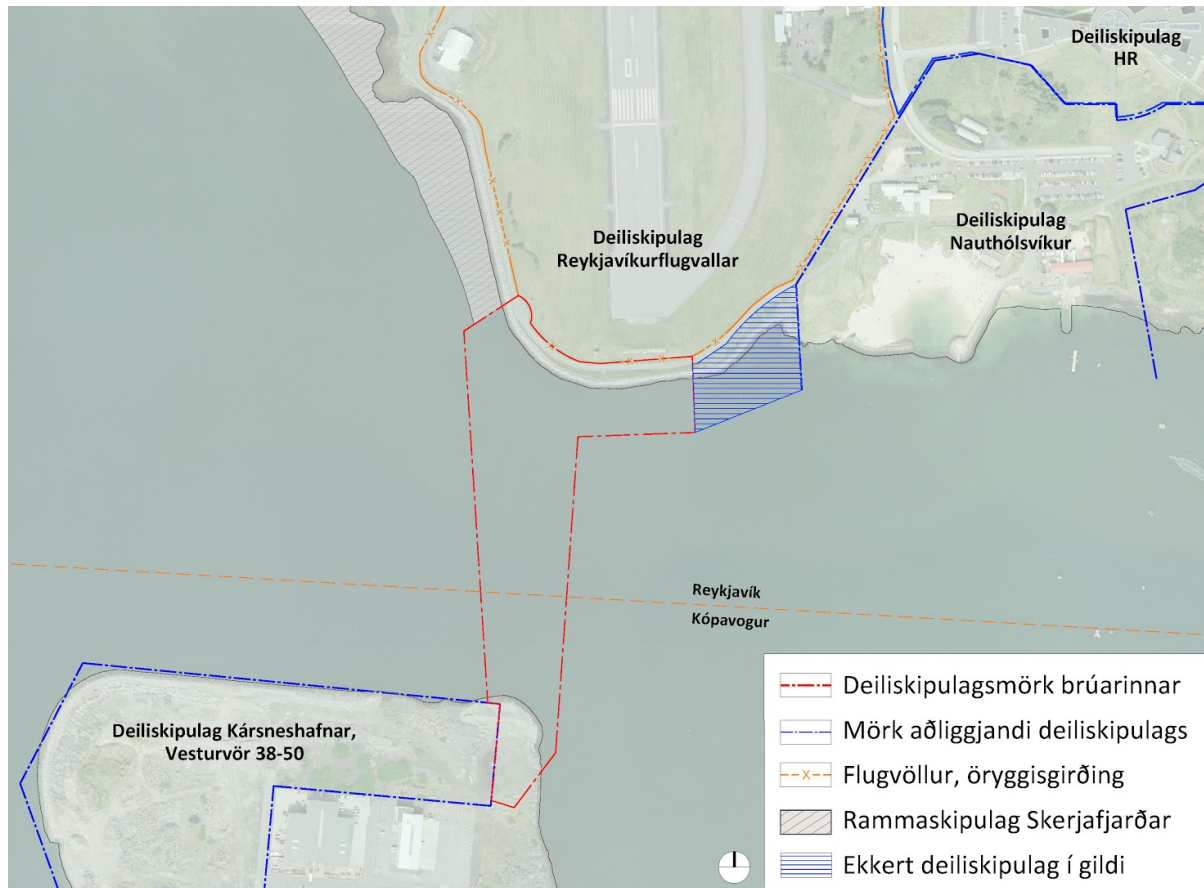 Deiliskipulag
HR
Deiliskipulag
Nauthólsvíkur
Deiliskipulag
Reykjavíkurflugvallar
Reykjavík
Kópavogur
Deiliskipulag Kársneshafnar,
Vesturvör 38-50
Deiliskipulagsmörk brúarinnar
Mörk aðliggjandi deiliskipulags
Flugvöllur, öryggisgirðing
Rammaskipulag Skerjafjarðar
Ekkert deiliskipulag í gildi